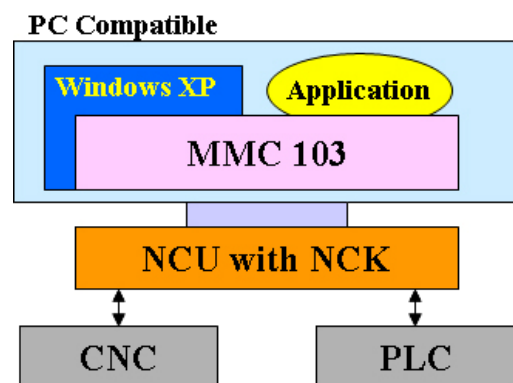 PC Compatible
Windows XP
Application
MMC 103
NCU with NCK
CNC
PLC